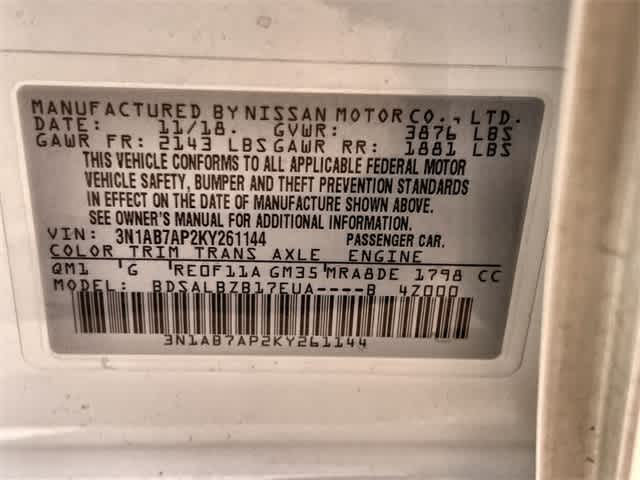 MANUFACTURED BY NISSAN MOTOR CO., LTD.
DATE: 11/18. GVWR: 3876 LBS
GAWR FR: 2143 LBS GAWR RR: 1881 LBS
THIS VEHICLE CONFORMS TO ALL APPLICABLE FEDERAL MOTOR
VEHICLE SAFETY, BUMPER AND THEFT PREVENTION STANDARDS
IN EFFECT ON THE DATE OF MANUFACTURE SHOWN ABOVE.
SEE OWNER'S MANUAL FOR ADDITIONAL INFORMATION.
VIN: 3N1AB7AP2KY261144 PASSENGER CAR.
COLOR TRIM TRANS AXLE ENGINE
QM1 'G RE0F11A GM35 MRA8DE 1798 CC
MODEL: BDSALBZB17EUA----B 4Z000
3N1AB7AP2KY261144